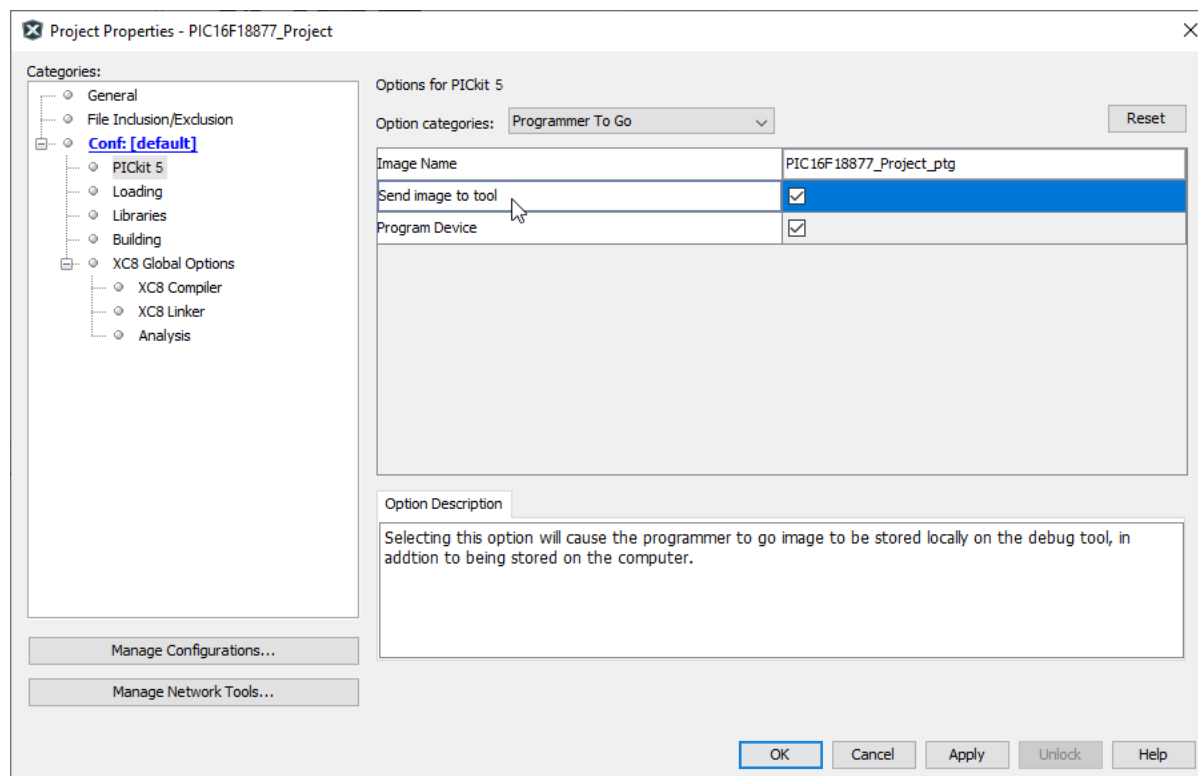 Project Properties - PIC16F18877_Project
Categories:
General
File Inclusion/Exclusion
Conf: [default]
PICkit 5
Loading
Libraries
Building
XC8 Global Options
XC8 Compiler
XC8 Linker
Analysis
Manage Configurations...
Manage Network Tools...
Options for PICkit 5
Option categories: Programmer To Go Reset
Image Name PIC16F18877_Project_ptg
Send image to tool
Program Device
Option Description
Selecting this option will cause the programmer to go image to be stored locally on the debug tool, in
addtion to being stored on the computer.
OK Cancel Apply Unlock Help